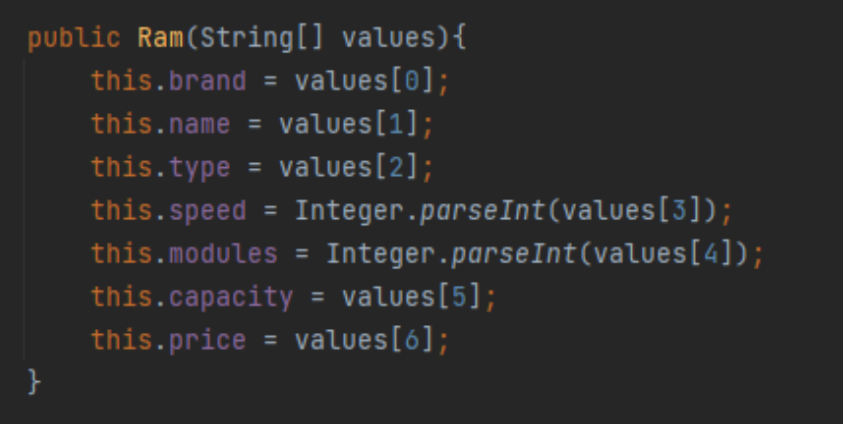 public Ram(String[] values){
    this.brand = values[0];
    this.name = values[1];
    this.type = values[2];
    this.speed = Integer.parseInt(values[3]);
    this.modules = Integer.parseInt(values[4]);
    this.capacity = values[5];
    this.price = values[6];
}